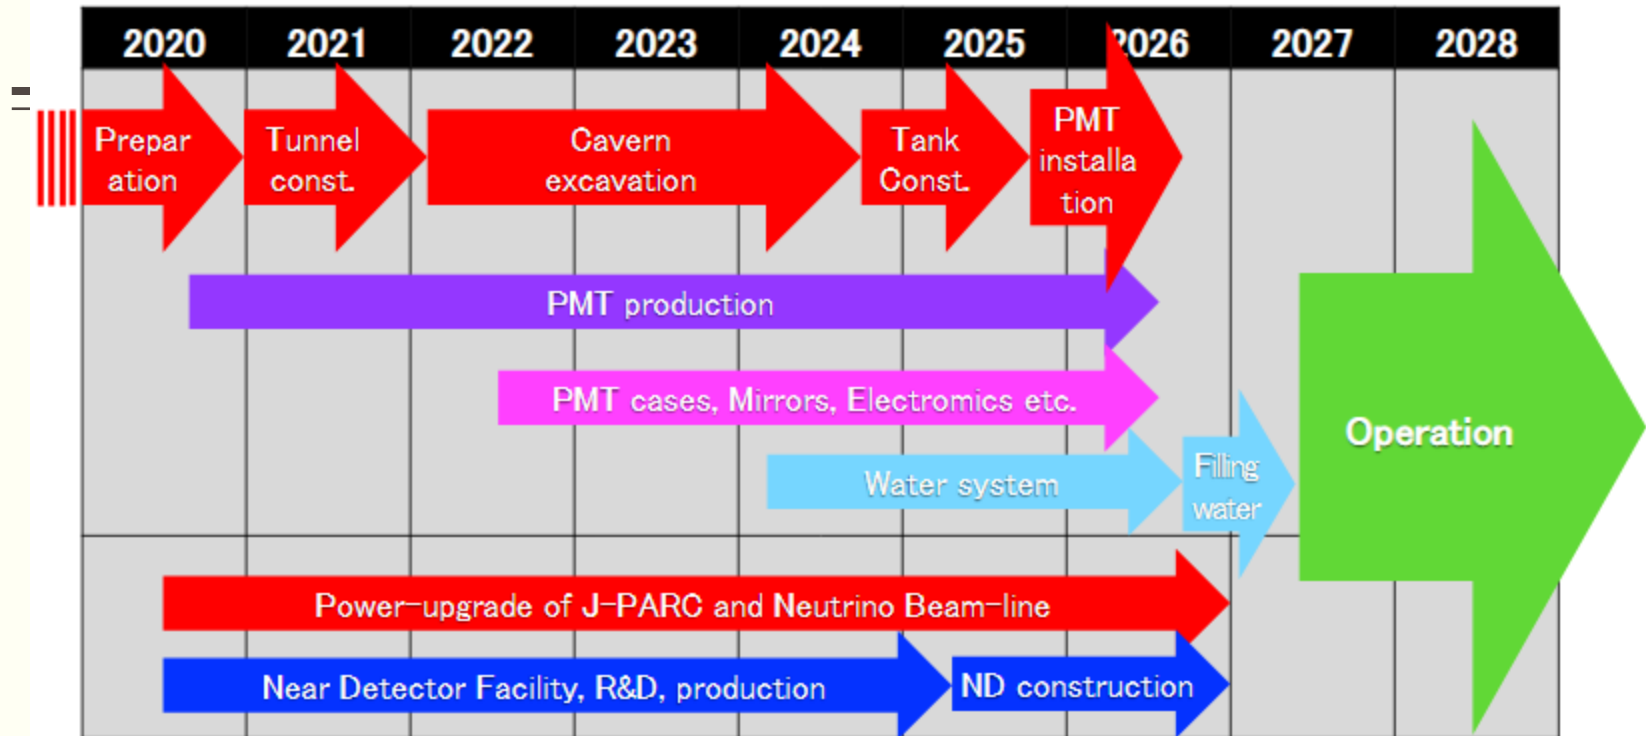 2020 2021 2022 2023 2024 2025 2026 2027 2028
Prepar
ation
Tunnel
const.
Cavern
excavation
Tank
Const.
PMT
installa
tion
PMT production
PMT cases, Mirrors, Electromics etc.
Water system
Filling
water
Operation
Power-upgrade of J-PARC and Neutrino Beam-line
Near Detector Facility, R&D, production
ND construction